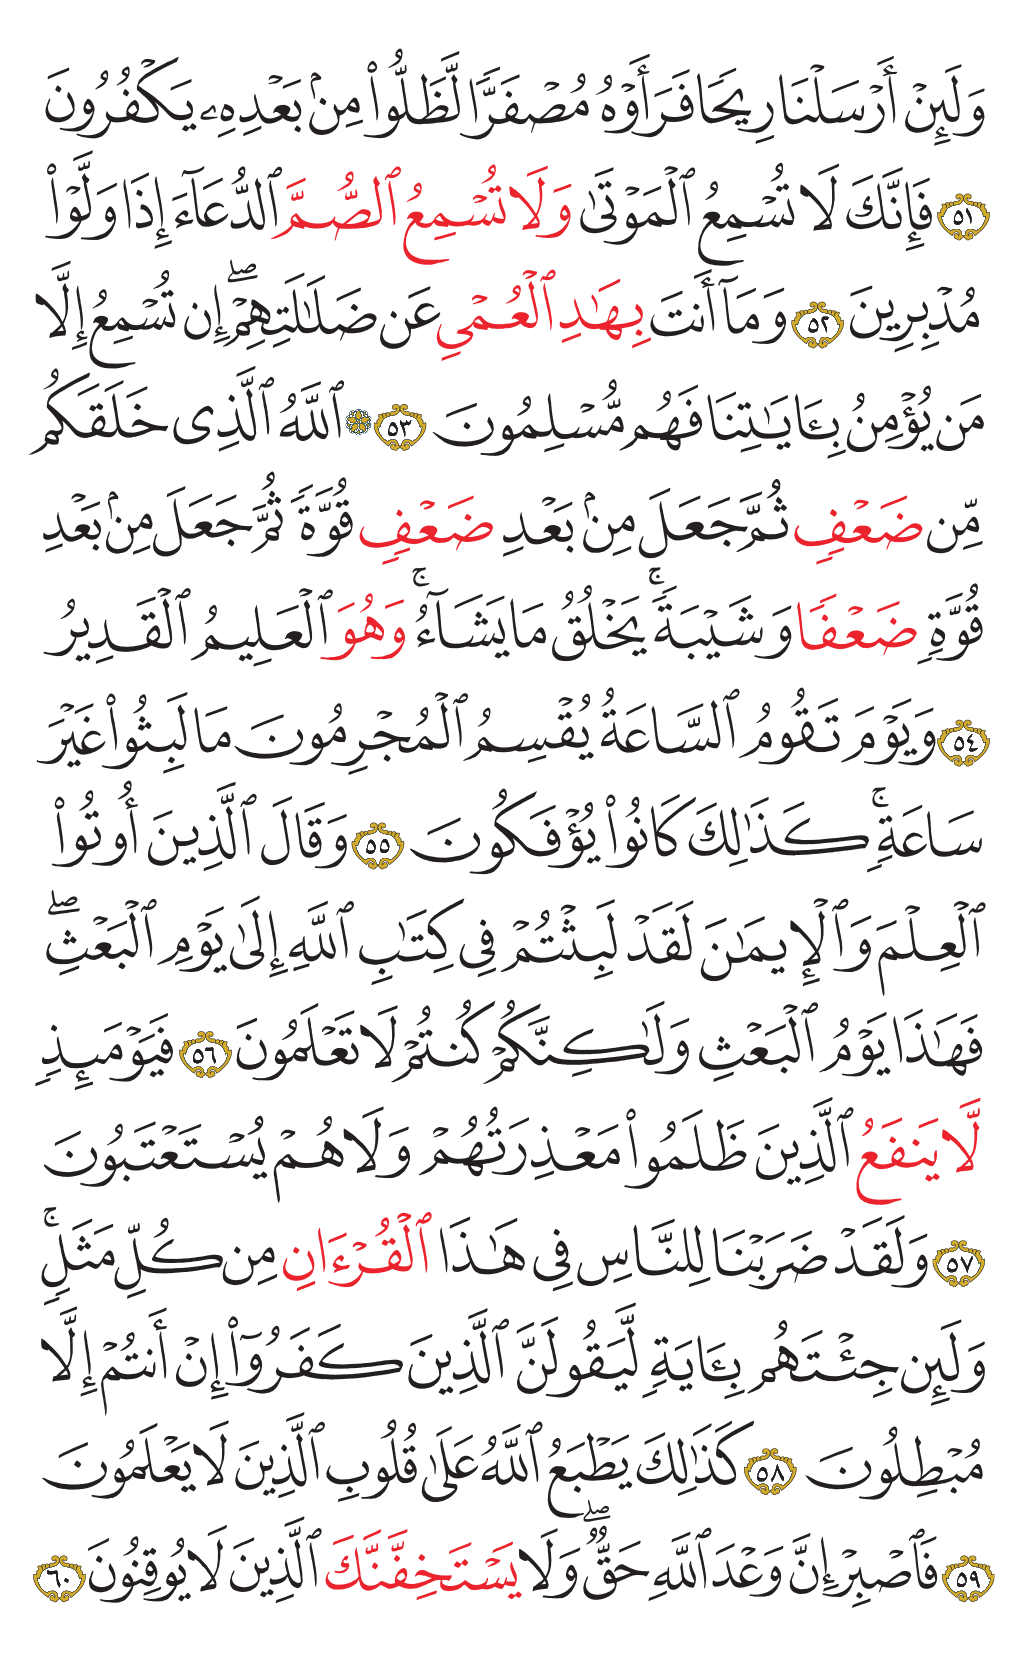 وَلَئِنْ أَرْسَلْنَا رِيحًا فَرَأَوْهُ مُصْفَرًّا لَّظَلُّوا۟ مِنۢ بَعْدِهِۦ يَكْفُرُونَ
٥١ فَإِنَّكَ لَا تُسْمِعُ ٱلْمَوْتَىٰ وَلَا تُسْمِعُ ٱلصُّمَّ ٱلدُّعَآءَ إِذَا وَلَّوْا۟
مُدْبِرِينَ ٥٢ وَمَآ أَنتَ بِهَـٰدِ ٱلْعُمْىِ عَن ضَلَـٰلَتِهِمْ ۖ إِن تُسْمِعُ إِلَّا
مَن يُؤْمِنُ بِـَٔايَـٰتِنَا فَهُم مُّسْلِمُونَ ٥٣ ۞ ٱللَّهُ ٱلَّذِى خَلَقَكُم
مِّن ضَعْفٍ ثُمَّ جَعَلَ مِنۢ بَعْدِ ضَعْفٍ قُوَّةً ثُمَّ جَعَلَ مِنۢ بَعْدِ
قُوَّةٍ ضَعْفًا وَشَيْبَةً ۚ يَخْلُقُ مَا يَشَآءُ ۚ وَهُوَ ٱلْعَلِيمُ ٱلْقَدِيرُ
٥٤ وَيَوْمَ تَقُومُ ٱلسَّاعَةُ يُقْسِمُ ٱلْمُجْرِمُونَ مَا لَبِثُوا۟ غَيْرَ
سَاعَةٍ ۚ كَذَٰلِكَ كَانُوا۟ يُؤْفَكُونَ ٥٥ وَقَالَ ٱلَّذِينَ أُوتُوا۟
ٱلْعِلْمَ وَٱلْإِيمَـٰنَ لَقَدْ لَبِثْتُمْ فِى كِتَـٰبِ ٱللَّهِ إِلَىٰ يَوْمِ ٱلْبَعْثِ ۖ
فَهَـٰذَا يَوْمُ ٱلْبَعْثِ وَلَـٰكِنَّكُمْ كُنتُمْ لَا تَعْلَمُونَ ٥٦ فَيَوْمَئِذٍ
لَّا يَنفَعُ ٱلَّذِينَ ظَلَمُوا۟ مَعْذِرَتُهُمْ وَلَا هُمْ يُسْتَعْتَبُونَ
٥٧ وَلَقَدْ ضَرَبْنَا لِلنَّاسِ فِى هَـٰذَا ٱلْقُرْءَانِ مِن كُلِّ مَثَلٍ ۚ
وَلَئِن جِئْتَهُم بِـَٔايَةٍ لَّيَقُولَنَّ ٱلَّذِينَ كَفَرُوٓا۟ إِنْ أَنتُمْ إِلَّا
مُبْطِلُونَ ٥٨ كَذَٰلِكَ يَطْبَعُ ٱللَّهُ عَلَىٰ قُلُوبِ ٱلَّذِينَ لَا يَعْلَمُونَ
٥٩ فَٱصْبِرْ إِنَّ وَعْدَ ٱللَّهِ حَقٌّ ۖ وَلَا يَسْتَخِفَّنَّكَ ٱلَّذِينَ لَا يُوقِنُونَ ٦٠